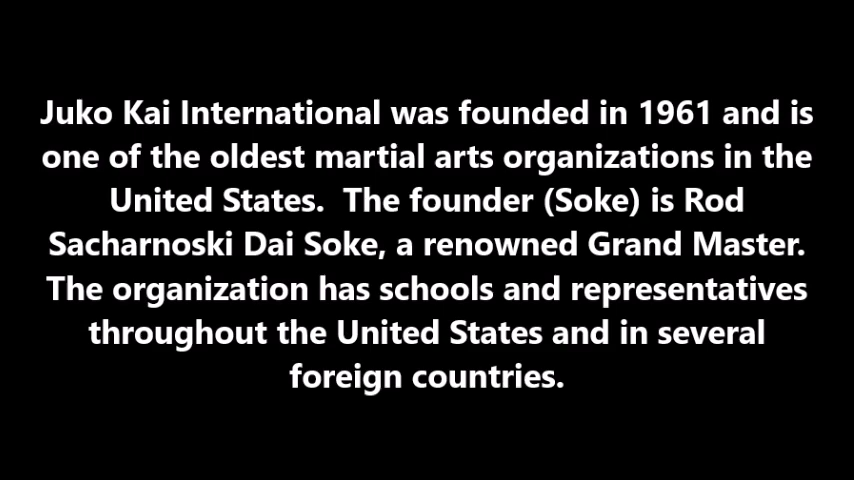 Juko Kai International was founded in 1961 and is
one of the oldest martial arts organizations in the
United States.  The founder (Soke) is Rod
Sacharnoski Dai Soke, a renowned Grand Master.
The organization has schools and representatives
throughout the United States and in several
foreign countries.